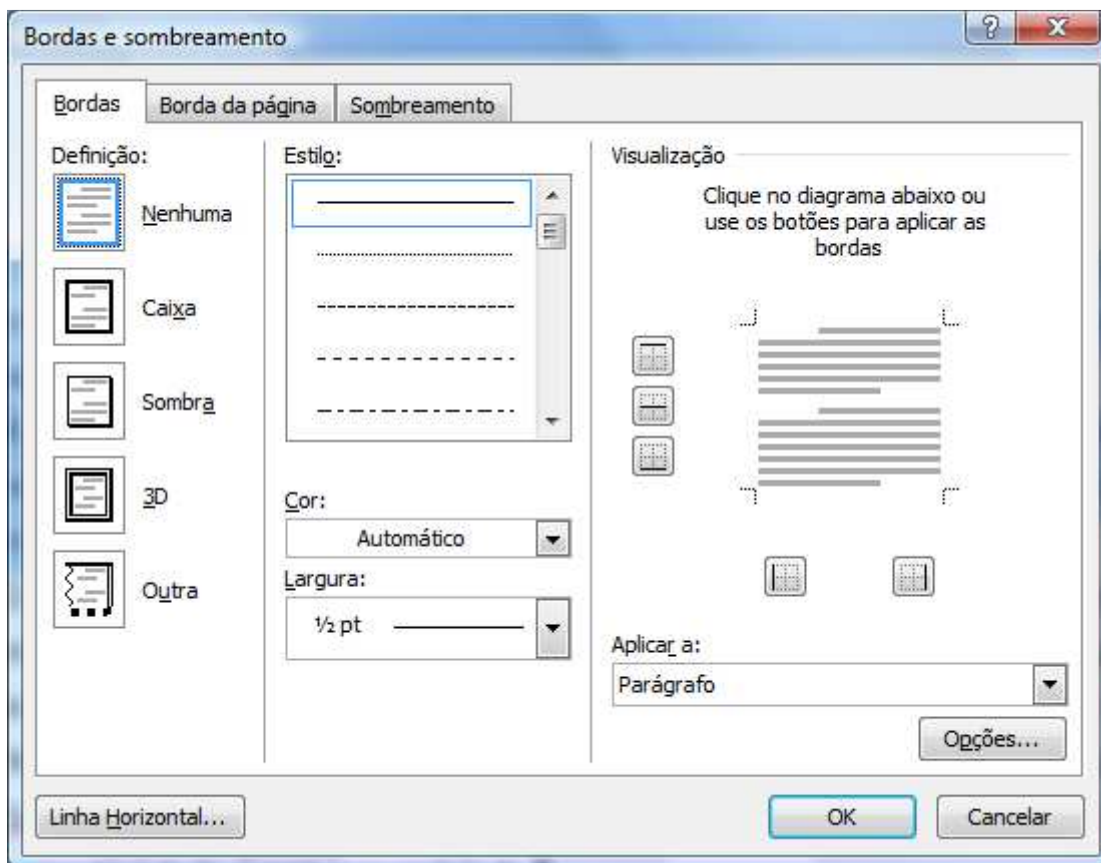 Bordas e sombreamento
Bordas
Borda da página
Sombreamento
Definição:
Nenhuma
Caixa
Sombra
3D
Outra
Estilo:
Cor:
Automático
Largura:
½ pt
Visualização
Clique no diagrama abaixo ou
use os botões para aplicar as
bordas
Aplicar a:
Parágrafo
Opções...
Linha Horizontal...
OK
Cancelar